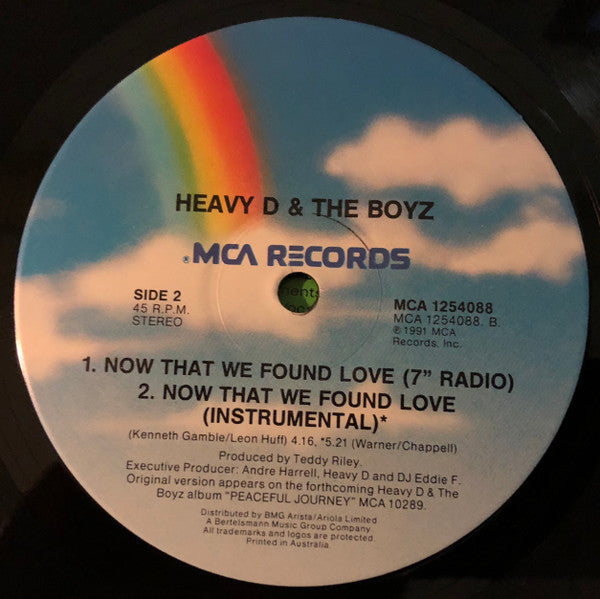 HEAVY D & THE BOYZ
®MCA RECORDS
SIDE 2
45 R.P.M.
STEREO
MCA 1254088
MCA 1254088. B.
℗1991 MCA
Records, Inc.
1. NOW THAT WE FOUND LOVE (7” RADIO)
2. NOW THAT WE FOUND LOVE
(INSTRUMENTAL)*
(Kenneth Gamble/Leon Huff) 4.16, *5.21 (Warner/Chappell)
Produced by Teddy Riley.
Executive Producer: Andre Harrell, Heavy D and DJ Eddie F.
Original version appears on the forthcoming Heavy D & The
Boyz album “PEACEFUL JOURNEY” MCA 10289.
Distributed by BMG Arista/Ariola Limited
A Bertelsmann Music Group Company.
All trademarks and logos are protected.
Printed in Australia.